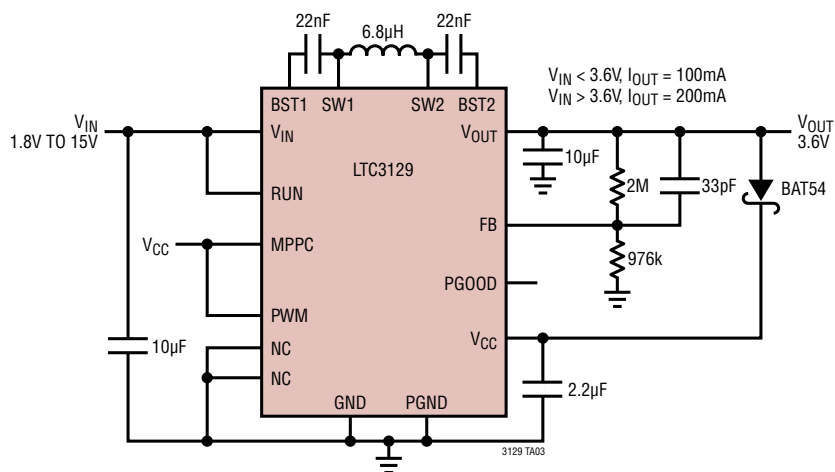 22nF
6.8µH
22nF
VIN < 3.6V, IOUT = 100mA
VIN > 3.6V, IOUT = 200mA
BST1
SW1
SW2
BST2
VIN
1.8V TO 15V
VIN
VOUT
VOUT
3.6V
LTC3129
10µF
2M
33pF
BAT54
RUN
FB
VCC
MPPC
976k
PGOOD
PWM
VCC
10µF
NC
NC
2.2µF
GND
PGND
3129 TA03